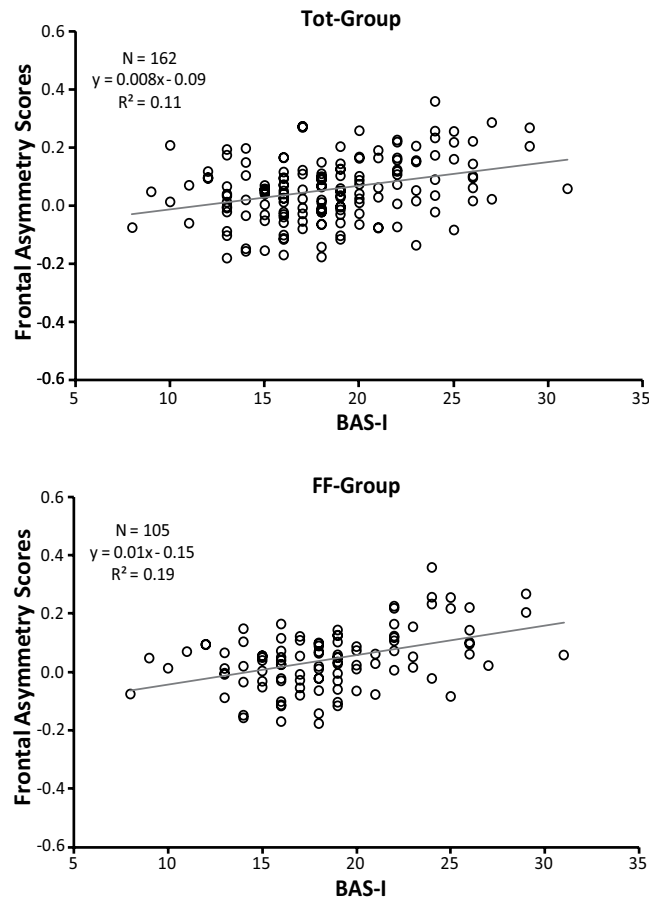 Tot-Group
N = 162
y = 0.008x- 0.09
R² = 0.11
Frontal Asymmetry Scores
0.6
0.4
0.2
0.0
-0.2
-0.4
-0.6
5 10 15 20 25 30 35
BAS-I
FF-Group
N = 105
y = 0.01x- 0.15
R² = 0.19
Frontal Asymmetry Scores
0.6
0.4
0.2
0.0
-0.2
-0.4
-0.6
5 10 15 20 25 30 35
BAS-I